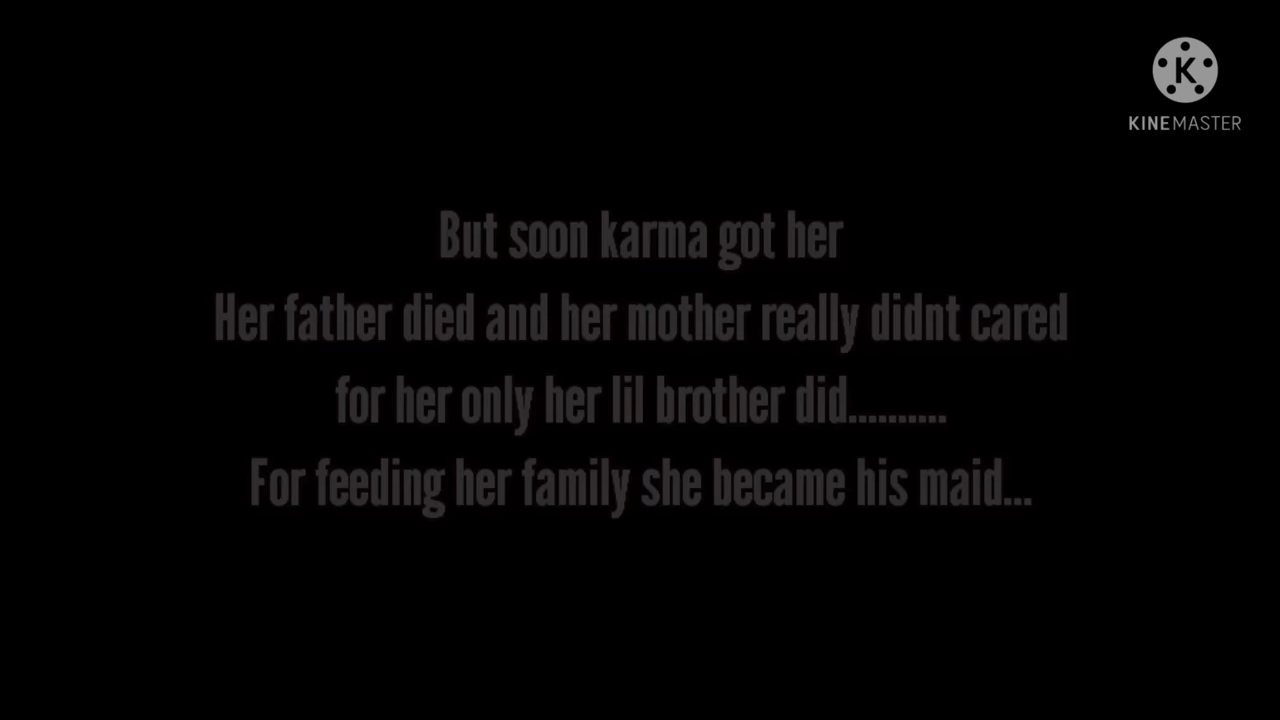 KINEMASTER
But soon karma got her
Her father died and her mother really didnt cared
for her only her lil brother did..........
For feeding her family she became his maid...